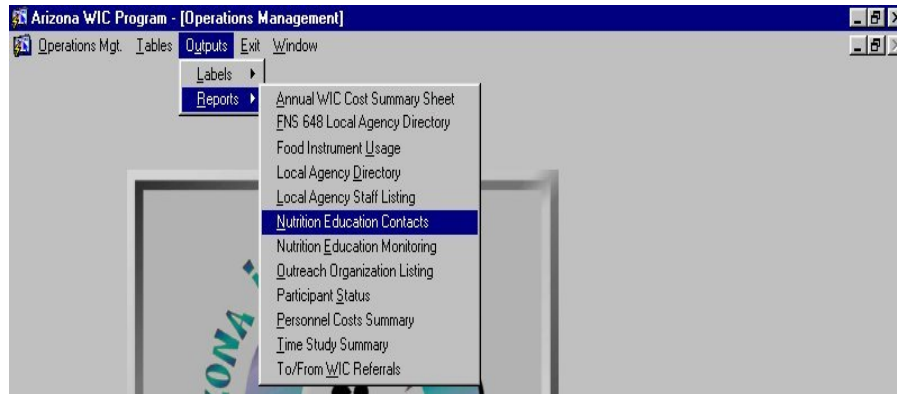 Arizona WIC Program - [Operations Management]
Operations Mgt. Tables Outputs Exit Window
Labels
Reports
Annual WIC Cost Summary Sheet
FNS 648 Local Agency Directory
Food Instrument Usage
Local Agency Directory
Local Agency Staff Listing
Nutrition Education Contacts
Nutrition Education Monitoring
Outreach Organization Listing
Participant Status
Personnel Costs Summary
Time Study Summary
To/From WIC Referrals